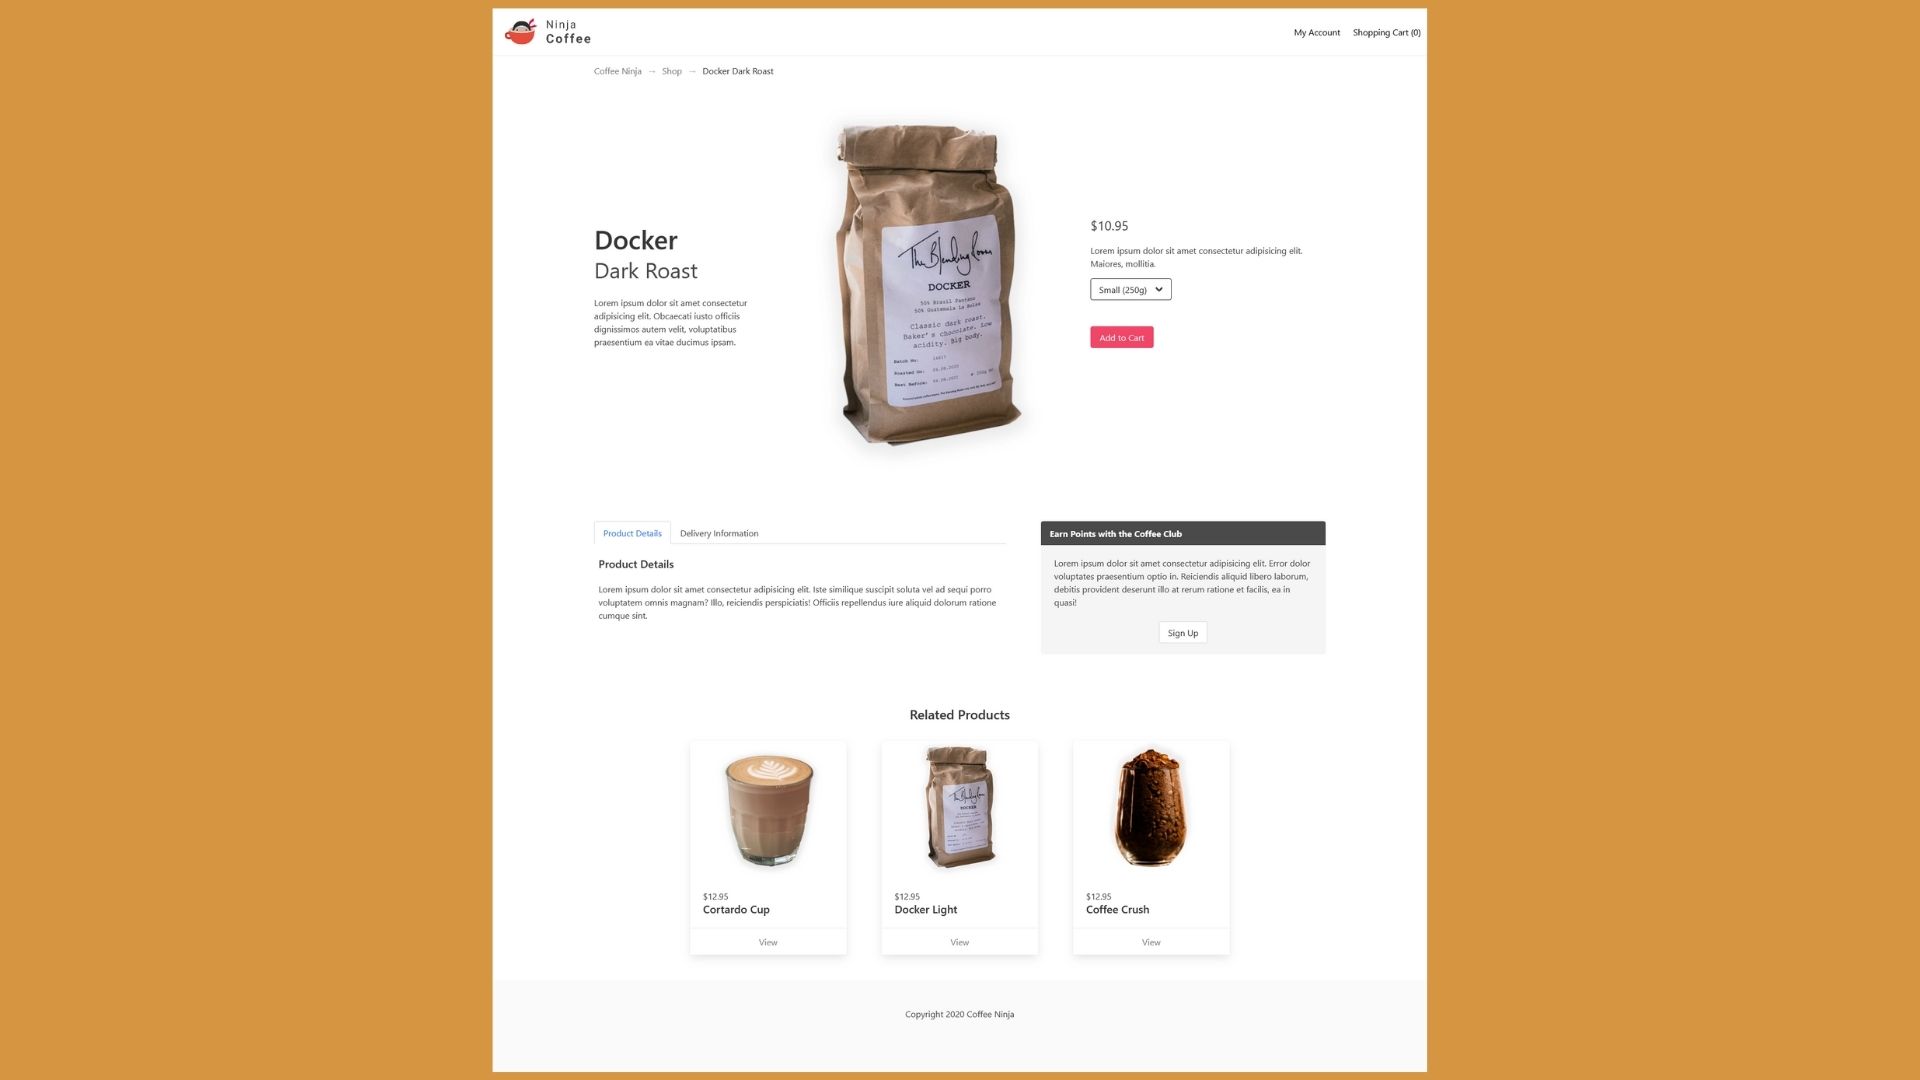 Ninja
Coffee
My Account
Shopping Cart (0)
Coffee Ninja → Shop → Docker Dark Roast
Docker
Dark Roast
Lorem ipsum dolor sit amet consectetur
adipisicing elit. Obcaecati iusto officiis
dignissimos autem velit, voluptatibus
praesentium ea vitae ducimus ipsam.
The Blending Room
DOCKER
50% Brazil Pantano
50% Guatemala La Bolsa
Classic dark roast.
Baker's chocolate. Low
acidity. Big body.
Batch No.
Roasted On:
Best Before:
$10.95
Lorem ipsum dolor sit amet consectetur adipisicing elit.
Maiores, mollitia.
Small (250g)
Add to Cart
Product Details
Delivery Information
Product Details
Lorem ipsum dolor sit amet consectetur adipisicing elit. Iste similique suscipit soluta vel ad sequi porro
voluptatem omnis magnam? Illo, reiciendis perspiciatis! Officiis repellendus iure aliquid dolorum ratione
cumque sint.
Earn Points with the Coffee Club
Lorem ipsum dolor sit amet consectetur adipisicing elit. Error dolor
voluptates praesentium optio in. Reiciendis aliquid libero laborum,
debitis provident deserunt illo at rerum ratione et facilis, ea in
quasi!
Sign Up
Related Products
$12.95
Cortardo Cup
View
The Blending Room
DOCKER
$12.95
Docker Light
View
$12.95
Coffee Crush
View
Copyright 2020 Coffee Ninja